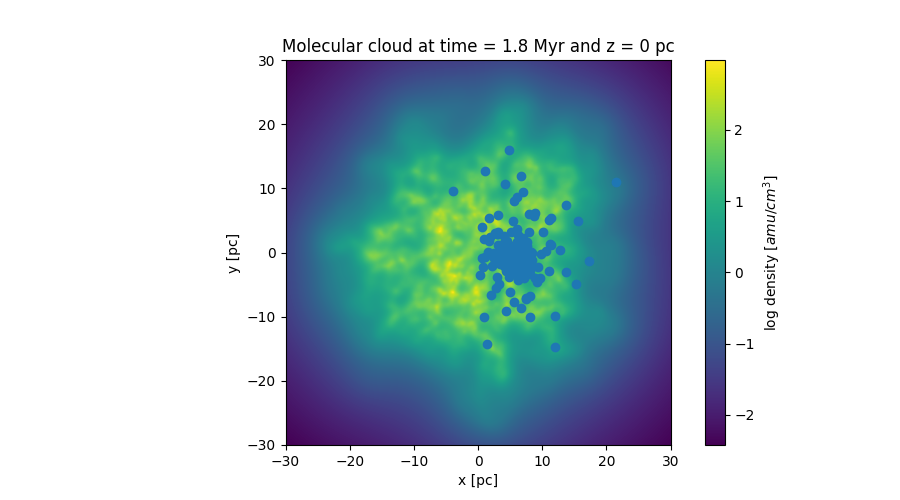 Molecular cloud at time = 1.8 Myr and z = 0 pc
30
20
10
0
−10
−20
−30
y [pc]
−30 −20 −10 0 10 20 30
x [pc]
2
1
0
−1
−2
log density [amu/cm³]